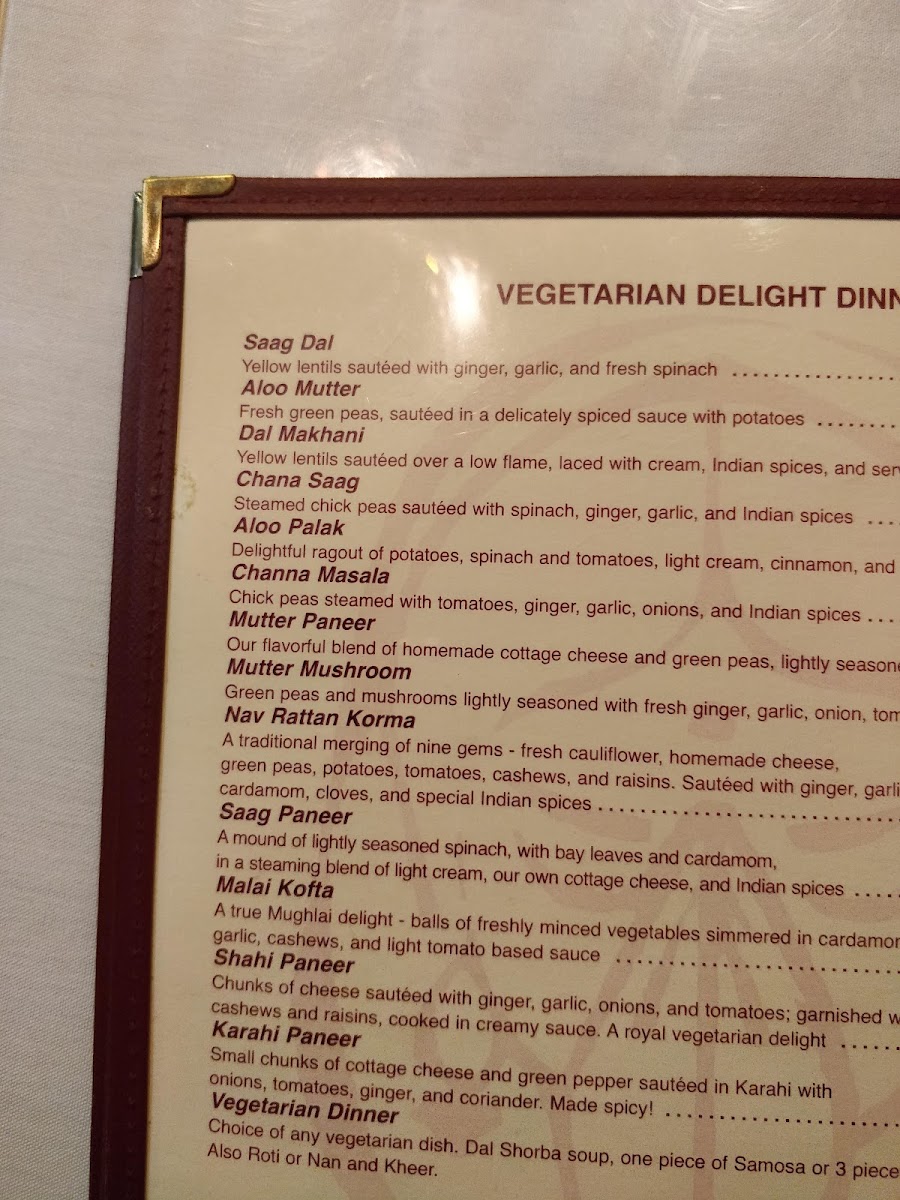 VEGETARIAN DELIGHT
Saag Dal
Yellow lentils sautéed with ginger, garlic, and fresh spinach ................
Aloo Mutter
Fresh green peas, sautéed in a delicately spiced sauce with potatoes ........
Dal Makhani
Yellow lentils sautéed over a low flame, laced with cream, Indian spices, and
Chana Saag
Steamed chick peas sautéed with spinach, ginger, garlic, and Indian spices ....
Aloo Palak
Delightful ragout of potatoes, spinach and tomatoes, light cream, cinnamon, and
Channa Masala
Chick peas steamed with tomatoes, ginger, garlic, onions, and Indian spices ....
Mutter Paneer
Our flavorful blend of homemade cottage cheese and green peas, lightly
Mutter Mushroom
Green peas and mushrooms lightly seasoned with fresh ginger, garlic, onion,
Nav Rattan Korma
A traditional merging of nine gems - fresh cauliflower, homemade cheese,
green peas, potatoes, tomatoes, cashews, and raisins. Sautéed with ginger,
cardamom, cloves, and special Indian spices ..............................
Saag Paneer
A mound of lightly seasoned spinach, with bay leaves and cardamom,
in a steaming blend of light cream, our own cottage cheese, and Indian spices .....
Malai Kofta
A true Mughlai delight - balls of freshly minced vegetables simmered in
garlic, cashews, and light tomato based sauce ............................
Shahi Paneer
Chunks of cheese sautéed with ginger, garlic, onions, and tomatoes; garnished
cashews and raisins, cooked in creamy sauce. A royal vegetarian delight ......
Karahi Paneer
Small chunks of cottage cheese and green pepper sautéed in Karahi with
onions, tomatoes, ginger, and coriander. Made spicy! .......................
Vegetarian Dinner
Choice of any vegetarian dish. Dal Shorba soup, one piece of Samosa or 3
Also Roti or Nan and Kheer.